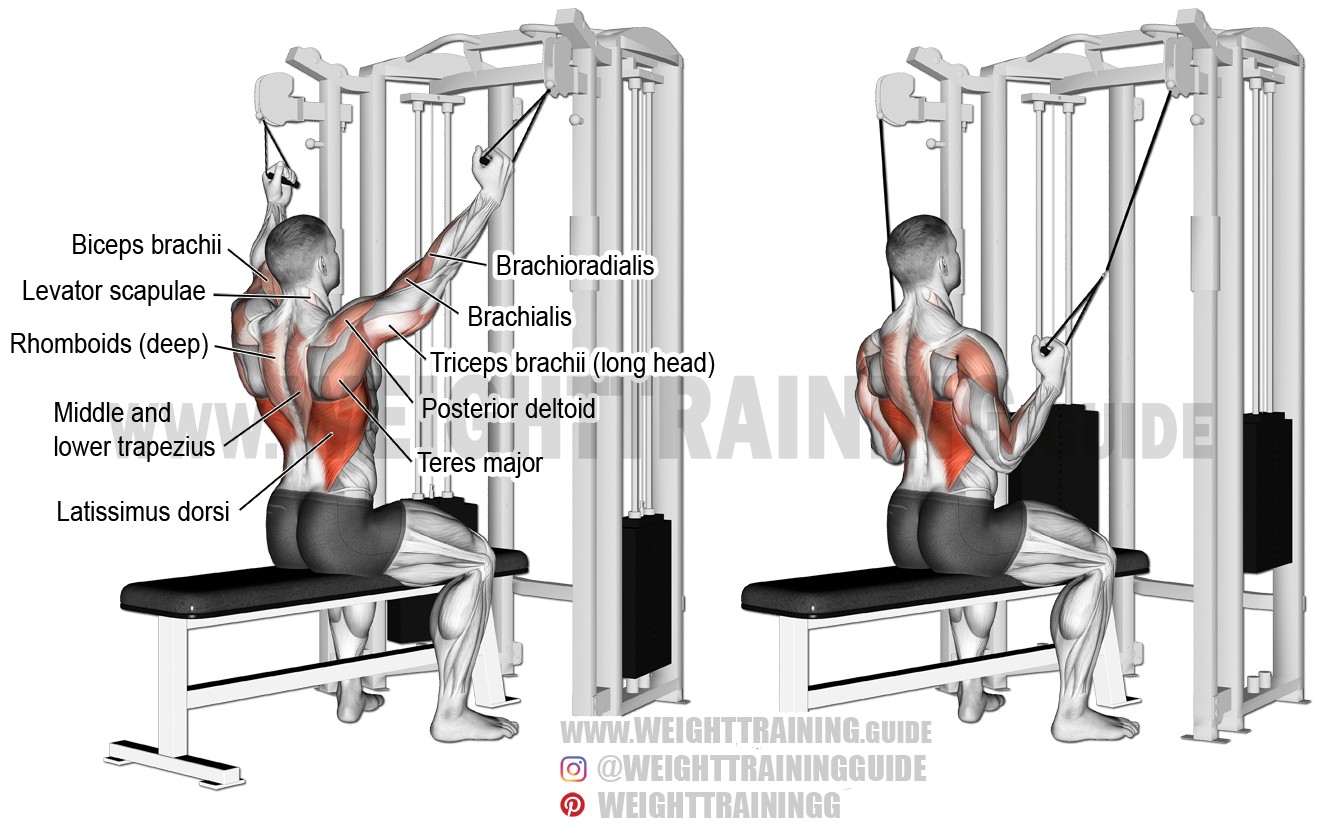 Biceps brachii
Levator scapulae
Rhomboids (deep)
Middle and
lower trapezius
Latissimus dorsi
Brachioradialis
Brachialis
Triceps brachii (long head)
Posterior deltoid
Teres major
WWW.WEIGHTTRAINING.GUIDE
WWW.WEIGHTTRAINING.GUIDE
@WEIGHTTRAININGGUIDE
WEIGHTTRAININGG